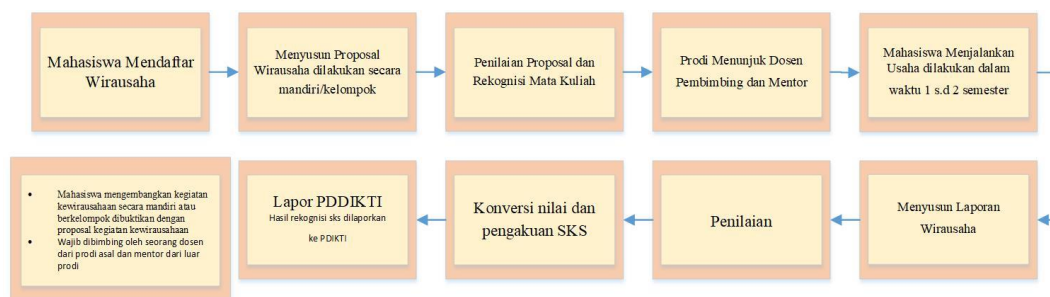 Mahasiswa Mendaftar
Wirausaha
Menyusun Proposal
Wirausaha dilakukan secara
mandiri/kelompok
Penilaian Proposal dan
Rekognisi Mata Kuliah
Prodi Menunjuk Dosen
Pembimbing dan Mentor
Mahasiswa Menjalankan
Usaha dilakukan dalam
waktu 1 s.d 2 semester
Menyusun Laporan
Wirausaha
Penilaian
Konversi nilai dan
pengakuan SKS
Lapor PDDIKTI
Hasil rekognisi sks dilaporkan
ke PDIKTI
• Mahasiswa mengembangkan kegiatan
kewirausahaan secara mandiri atau
berkelompok dibuktikan dengan
proposal kegiatan kewirausahaan
• Wajib dibimbing oleh seorang dosen
dari prodi asal dan mentor dari luar
prodi